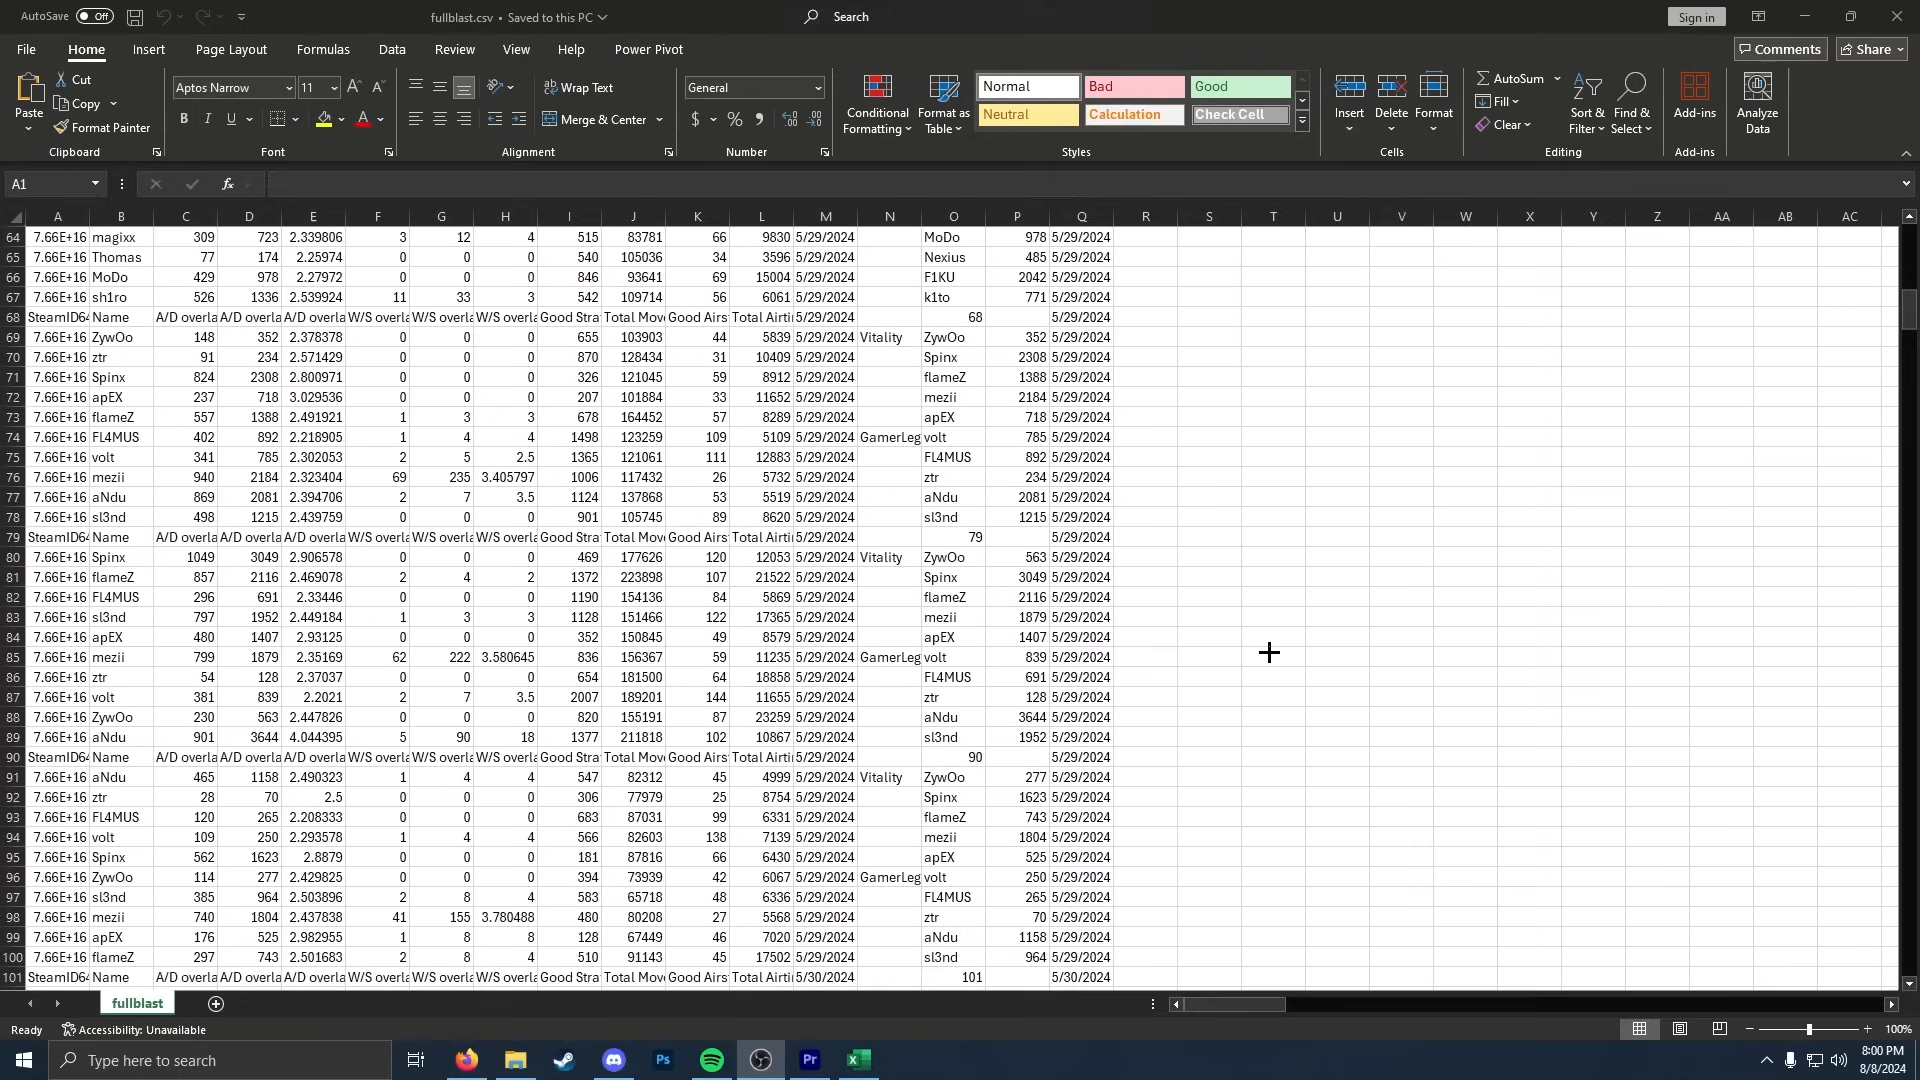 AutoSave Off fullblast.csv • Saved to this PC Search Sign in
File Home Insert Page Layout Formulas Data Review View Help Power Pivot Comments Share
Paste Cut Copy Format Painter Clipboard
Aptos Narrow 11 B I U A Font
Wrap Text Merge & Center Alignment
General $ % 9 Number
Conditional Formatting Format as Table Normal Bad Good Neutral Calculation Check Cell Styles
Insert Delete Format Cells
AutoSum Fill Clear Sort & Filter Find & Select Editing
Add-ins Add-ins
Analyze Data
A1 fx
A B C D E F G H I J K L M N O P Q R S T U V W X Y Z AA AB AC
64 7.66E+16 magixx 309 723 2.339806 3 12 4 515 83781 66 9830 5/29/2024 MoDo 978 5/29/2024
65 7.66E+16 Thomas 77 174 2.25974 0 0 0 540 105036 34 3596 5/29/2024 Nexius 485 5/29/2024
66 7.66E+16 MoDo 429 978 2.27972 0 0 0 846 93641 69 15004 5/29/2024 F1KU 2042 5/29/2024
67 7.66E+16 sh1ro 526 1336 2.539924 11 33 3 542 109714 56 6061 5/29/2024 k1to 771 5/29/2024
68 SteamID64 Name A/D overla A/D overla A/D overla W/S overla W/S overla W/S overla Good Stra Total Mov Good Airs Total Airti 5/29/2024 68 5/29/2024
69 7.66E+16 ZywOo 148 352 2.378378 0 0 0 655 103903 44 5839 5/29/2024 Vitality ZywOo 352 5/29/2024
70 7.66E+16 ztr 91 234 2.571429 0 0 0 870 128434 31 10409 5/29/2024 Spinx 2308 5/29/2024
71 7.66E+16 Spinx 824 2308 2.800971 0 0 0 326 121045 59 8912 5/29/2024 flameZ 1388 5/29/2024
72 7.66E+16 apEX 237 718 3.029536 0 0 0 207 101884 33 11652 5/29/2024 mezii 2184 5/29/2024
73 7.66E+16 flameZ 557 1388 2.491921 1 3 3 678 164452 57 8289 5/29/2024 apEX 718 5/29/2024
74 7.66E+16 FL4MUS 402 892 2.218905 1 4 4 1498 123259 109 5109 5/29/2024 GamerLeg volt 785 5/29/2024
75 7.66E+16 volt 341 785 2.302053 2 5 2.5 1365 121061 111 12883 5/29/2024 FL4MUS 892 5/29/2024
76 7.66E+16 mezii 940 2184 2.323404 69 235 3.405797 1006 117432 26 5732 5/29/2024 ztr 234 5/29/2024
77 7.66E+16 aNdu 869 2081 2.394706 2 7 3.5 1124 137868 53 5519 5/29/2024 aNdu 2081 5/29/2024
78 7.66E+16 sl3nd 498 1215 2.439759 0 0 0 901 105745 89 8620 5/29/2024 sl3nd 1215 5/29/2024
79 SteamID64 Name A/D overla A/D overla A/D overla W/S overla W/S overla W/S overla Good Stra Total Mov Good Airs Total Airti 5/29/2024 79 5/29/2024
80 7.66E+16 Spinx 1049 3049 2.906578 0 0 0 469 177626 120 12053 5/29/2024 Vitality ZywOo 563 5/29/2024
81 7.66E+16 flameZ 857 2116 2.469078 2 4 2 1372 223898 107 21522 5/29/2024 Spinx 3049 5/29/2024
82 7.66E+16 FL4MUS 296 691 2.33446 0 0 0 1190 154136 84 5869 5/29/2024 flameZ 2116 5/29/2024
83 7.66E+16 sl3nd 797 1952 2.449184 1 3 3 1128 151466 122 17365 5/29/2024 mezii 1879 5/29/2024
84 7.66E+16 apEX 480 1407 2.93125 0 0 0 352 150845 49 8579 5/29/2024 apEX 1407 5/29/2024
85 7.66E+16 mezii 799 1879 2.35169 62 222 3.580645 836 156367 59 11235 5/29/2024 GamerLeg volt 839 5/29/2024
86 7.66E+16 ztr 54 128 2.37037 0 0 0 654 181500 64 18858 5/29/2024 FL4MUS 691 5/29/2024
87 7.66E+16 volt 381 839 2.2021 2 7 3.5 2007 189201 144 11655 5/29/2024 ztr 128 5/29/2024
88 7.66E+16 ZywOo 230 563 2.447826 0 0 0 820 155191 87 23259 5/29/2024 aNdu 3644 5/29/2024
89 7.66E+16 aNdu 901 3644 4.044395 5 90 18 1377 211818 102 10867 5/29/2024 sl3nd 1952 5/29/2024
90 SteamID64 Name A/D overla A/D overla A/D overla W/S overla W/S overla W/S overla Good Stra Total Mov Good Airs Total Airti 5/29/2024 90 5/29/2024
91 7.66E+16 aNdu 465 1158 2.490323 1 4 4 547 82312 45 4999 5/29/2024 Vitality ZywOo 277 5/29/2024
92 7.66E+16 ztr 28 70 2.5 0 0 0 306 77979 25 8754 5/29/2024 Spinx 1623 5/29/2024
93 7.66E+16 FL4MUS 120 265 2.208333 0 0 0 683 87031 99 6331 5/29/2024 flameZ 743 5/29/2024
94 7.66E+16 volt 109 250 2.293578 1 4 4 566 82603 138 7139 5/29/2024 mezii 1804 5/29/2024
95 7.66E+16 Spinx 562 1623 2.8879 0 0 0 181 87816 66 6430 5/29/2024 apEX 525 5/29/2024
96 7.66E+16 ZywOo 114 277 2.429825 0 0 0 394 73939 42 6067 5/29/2024 GamerLeg volt 250 5/29/2024
97 7.66E+16 sl3nd 385 964 2.503896 2 8 4 583 65718 48 6336 5/29/2024 FL4MUS 265 5/29/2024
98 7.66E+16 mezii 740 1804 2.437838 41 155 3.780488 480 80208 27 5568 5/29/2024 ztr 70 5/29/2024
99 7.66E+16 apEX 176 525 2.982955 1 8 8 128 67449 46 7020 5/29/2024 aNdu 1158 5/29/2024
100 7.66E+16 flameZ 297 743 2.501683 2 8 4 510 91143 45 17502 5/29/2024 sl3nd 964 5/29/2024
101 SteamID64 Name A/D overla A/D overla A/D overla W/S overla W/S overla W/S overla Good Stra Total Mov Good Airs Total Airti 5/30/2024 101 5/30/2024
fullblast
Ready Accessibility: Unavailable 100%
Type here to search Ps Pr 8:00 PM
8/8/2024